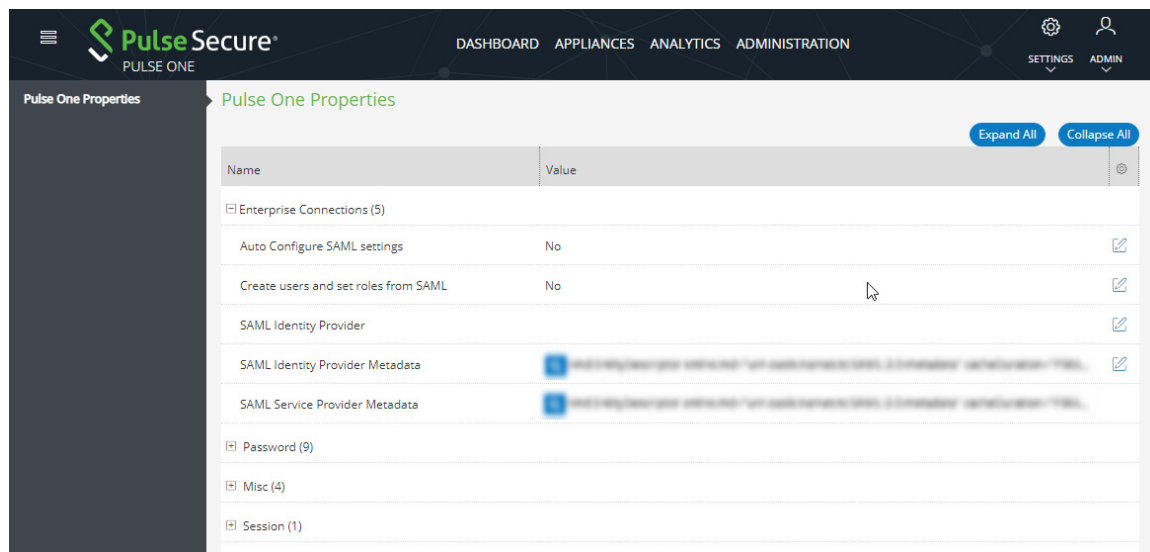 Pulse Secure
PULSE ONE
DASHBOARD APPLIANCES ANALYTICS ADMINISTRATION
SETTINGS
ADMIN
Pulse One Properties
Pulse One Properties
Expand All
Collapse All
Name Value
Enterprise Connections (5)
Auto Configure SAML settings No
Create users and set roles from SAML No
SAML Identity Provider
SAML Identity Provider Metadata
SAML Service Provider Metadata
Password (9)
Misc (4)
Session (1)